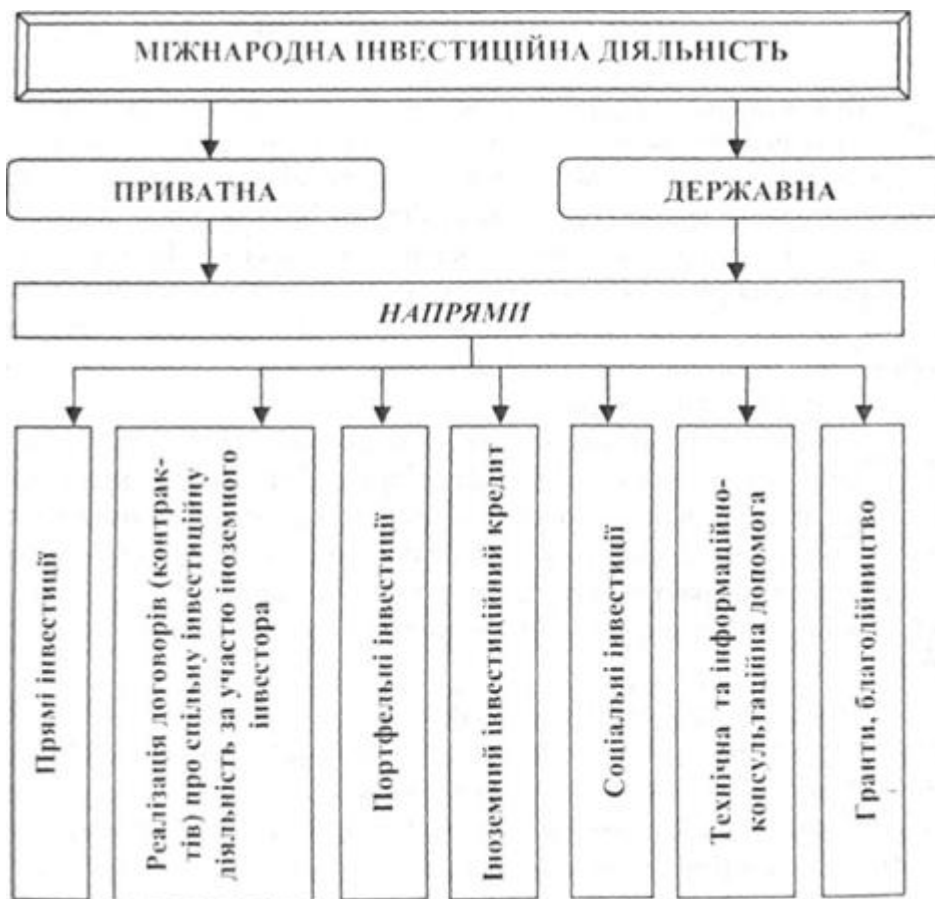 МІЖНАРОДНА ІНВЕСТИЦІЙНА ДІЯЛЬНІСТЬ
ПРИВАТНА
ДЕРЖАВНА
НАПРЯМИ
Прямі інвестиції
Реалізація договорів (контрак-
тів) про спільну інвестиційну
діяльність за участю іноземного
інвестора
Портфельні інвестиції
Іноземний інвестиційний кредит
Соціальні інвестиції
Технічна та інформаційно-
консультаційна допомога
Гранти, благодійництво